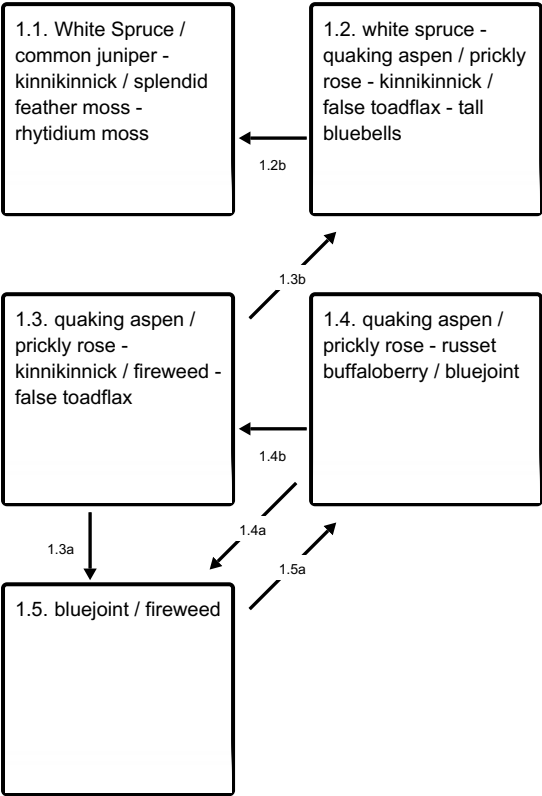 1.1. White Spruce /
common juniper -
kinnikinnick / splendid
feather moss -
rhytidium moss
1.2. white spruce -
quaking aspen / prickly
rose - kinnikinnick /
false toadflax - tall
bluebells
1.2b
1.3b
1.3. quaking aspen /
prickly rose -
kinnikinnick / fireweed -
false toadflax
1.4. quaking aspen /
prickly rose - russet
buffaloberry / bluejoint
1.4b
1.4a
1.3a
1.5a
1.5. bluejoint / fireweed